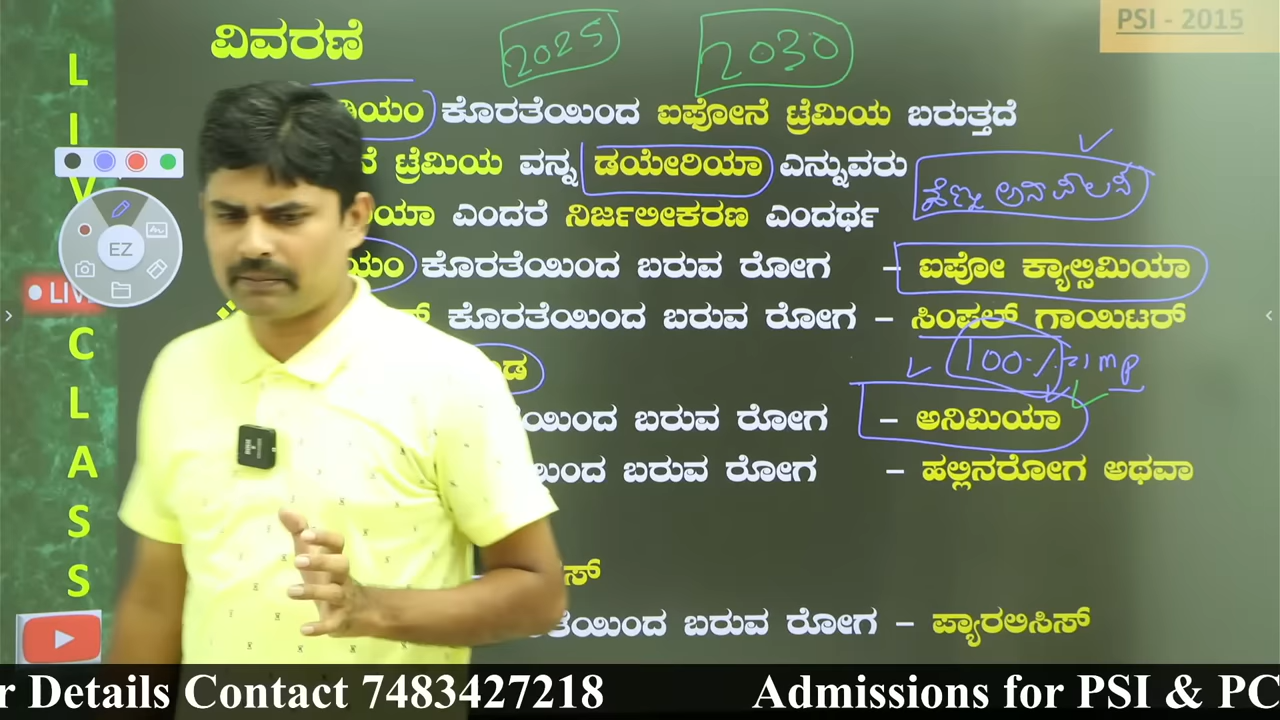 PSI - 2015
ವಿವರಣೆ
2025
2030
ಿಯಂ ಕೊರತೆಯಿಂದ ಐಫೋನೆ ಟ್ರೆಮಿಯ ಬರುತ್ತದೆ
ನೆ ಟ್ರೆಮಿಯ ವನ್ನು ಡಯೇರಿಯಾ ಎನ್ನುವರು
ಿಯಾ ಎಂದರೆ ನಿರ್ಜಲೀಕರಣ ಎಂದರ್ಥ
ಯಂ ಕೊರತೆಯಿಂದ ಬರುವ ರೋಗ – ಐಪೋ ಕ್ಯಾಲ್ಸಿಮಿಯಾ
ಸ್ ಕೊರತೆಯಿಂದ ಬರುವ ರೋಗ – ಸಿಂಪಲ್ ಗಾಯಿಟರ್
100%
imp
ಡ
ಯಿಂದ ಬರುವ ರೋಗ – ಅನಿಮಿಯಾ
ಯಿಂದ ಬರುವ ರೋಗ – ಹಲ್ಲಿನರೋಗ ಅಥವಾ
ಸ್
ತೆಯಿಂದ ಬರುವ ರೋಗ – ಪ್ಯಾರಲಿಸಿಸ್
EZ
LIVE
LIVE CLASS
r Details Contact 7483427218
Admissions for PSI & PC